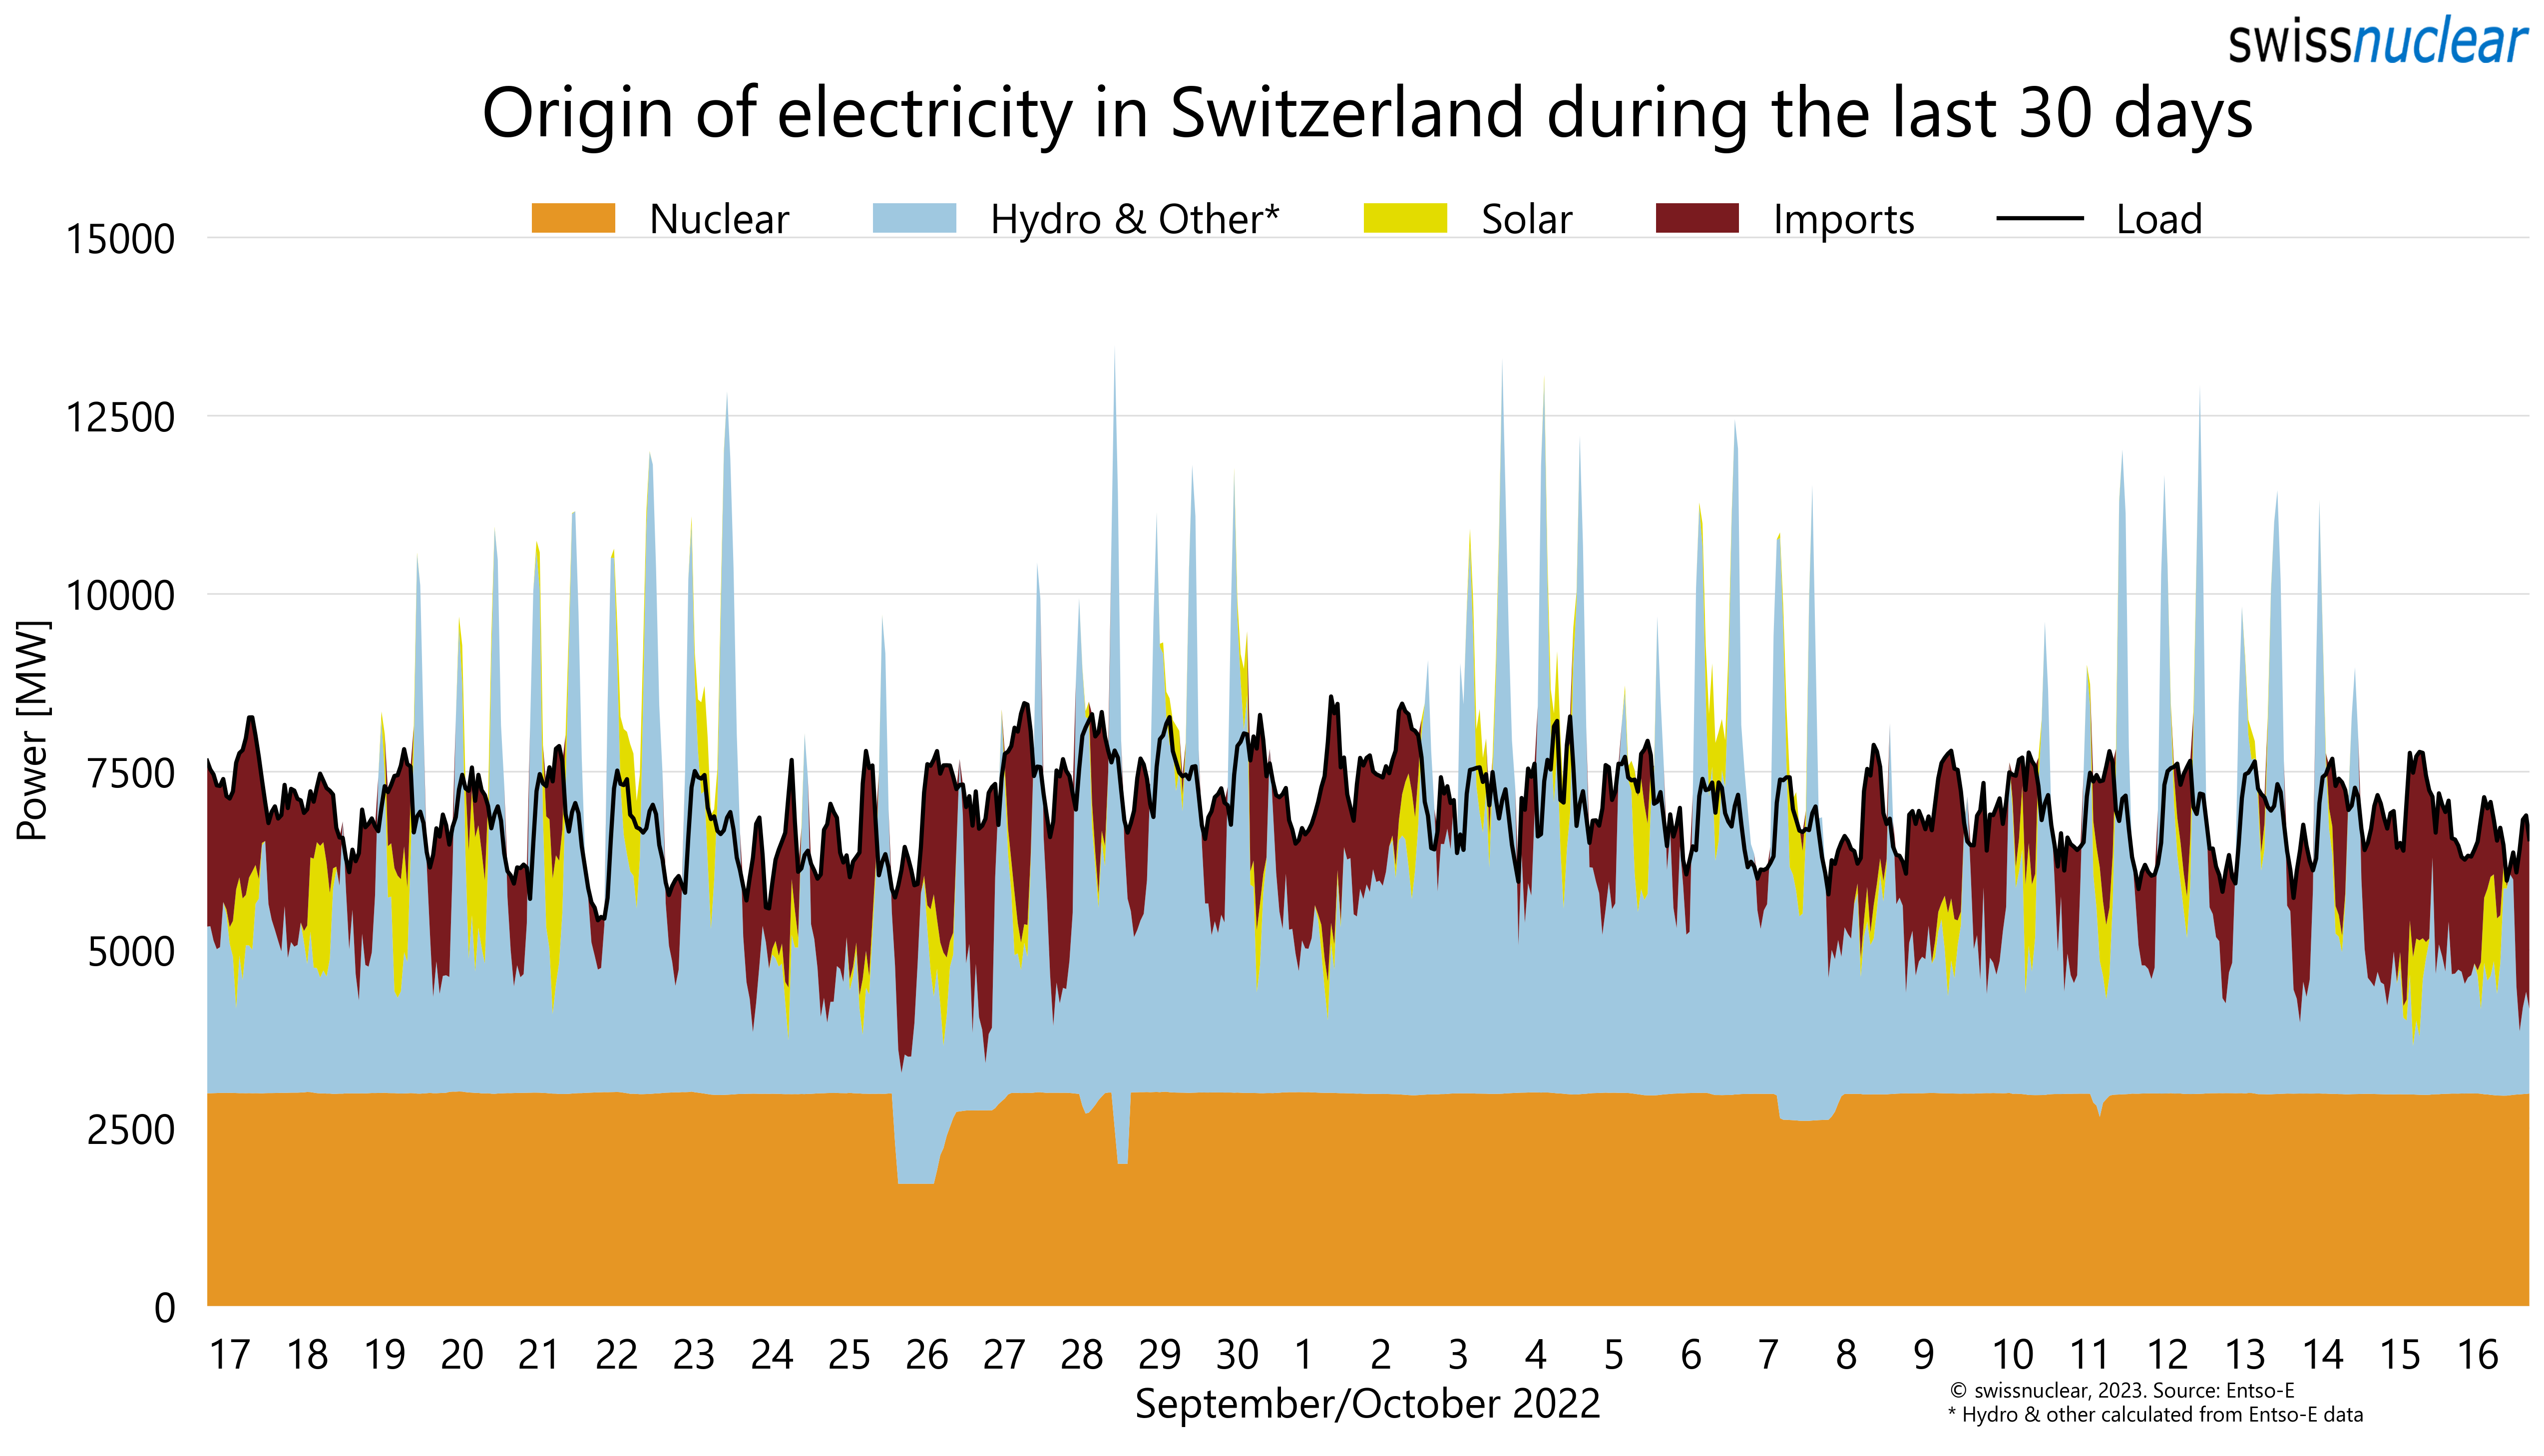 swissnuclear
Origin of electricity in Switzerland during the last 30 days
Nuclear Hydro & Other* Solar Imports Load
15000
12500
10000
7500
5000
2500
0
Power [MW]
17 18 19 20 21 22 23 24 25 26 27 28 29 30 1 2 3 4 5 6 7 8 9 10 11 12 13 14 15 16
September/October 2022
© swissnuclear, 2023. Source: Entso-E
* Hydro & other calculated from Entso-E data